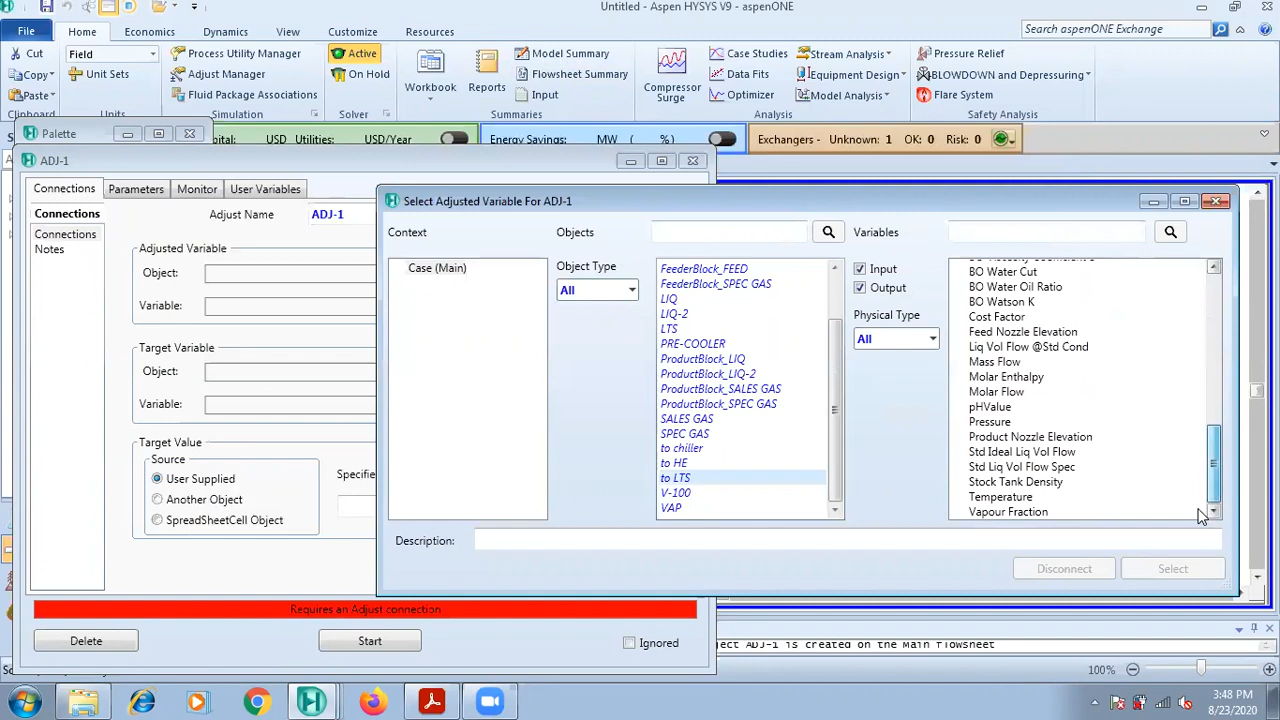 Untitled - Aspen HYSYS V9 - aspenONE
File
Home
Economics
Dynamics
View
Customize
Resources
Search aspenONE Exchange
Cut
Copy
Paste
Clipboard
Field
Unit Sets
Units
Process Utility Manager
Adjust Manager
Fluid Package Associations
Simulation
Active
On Hold
Solver
Workbook
Reports
Model Summary
Flowsheet Summary
Input
Summaries
Compressor
Surge
Case Studies
Data Fits
Optimizer
Stream Analysis
Equipment Design
Model Analysis
Analysis
Pressure Relief
BLOWDOWN and Depressuring
Flare System
Safety Analysis
Palette
USD Utilities: USD/Year
Energy Savings: MW ( %)
Exchangers - Unknown: 1 OK: 0 Risk: 0
ADJ-1
Connections
Parameters
Monitor
User Variables
Connections
Connections
Notes
Adjust Name
ADJ-1
Adjusted Variable
Object:
Variable:
Target Variable
Object:
Variable:
Target Value
Source
User Supplied
Another Object
SpreadSheetCell Object
Requires an Adjust connection
Delete
Start
Ignored
Select Adjusted Variable For ADJ-1
Context
Case (Main)
Objects
Object Type
All
FeederBlock_FEED
FeederBlock_SPEC GAS
LIQ
LIQ-2
LTS
PRE-COOLER
ProductBlock_LIQ
ProductBlock_LIQ-2
ProductBlock_SALES GAS
ProductBlock_SPEC GAS
SALES GAS
SPEC GAS
to chiller
to HE
to LTS
V-100
VAP
Variables
Input
Output
Physical Type
All
BO Water Cut
BO Water Oil Ratio
BO Watson K
Cost Factor
Feed Nozzle Elevation
Liq Vol Flow @Std Cond
Mass Flow
Molar Enthalpy
Molar Flow
pHValue
Pressure
Product Nozzle Elevation
Std Ideal Liq Vol Flow
Std Liq Vol Flow Spec
Stock Tank Density
Temperature
Vapour Fraction
Description:
Disconnect
Select
ject ADJ-1 is created on the Main flowsheet
100%
3:48 PM
8/23/2020